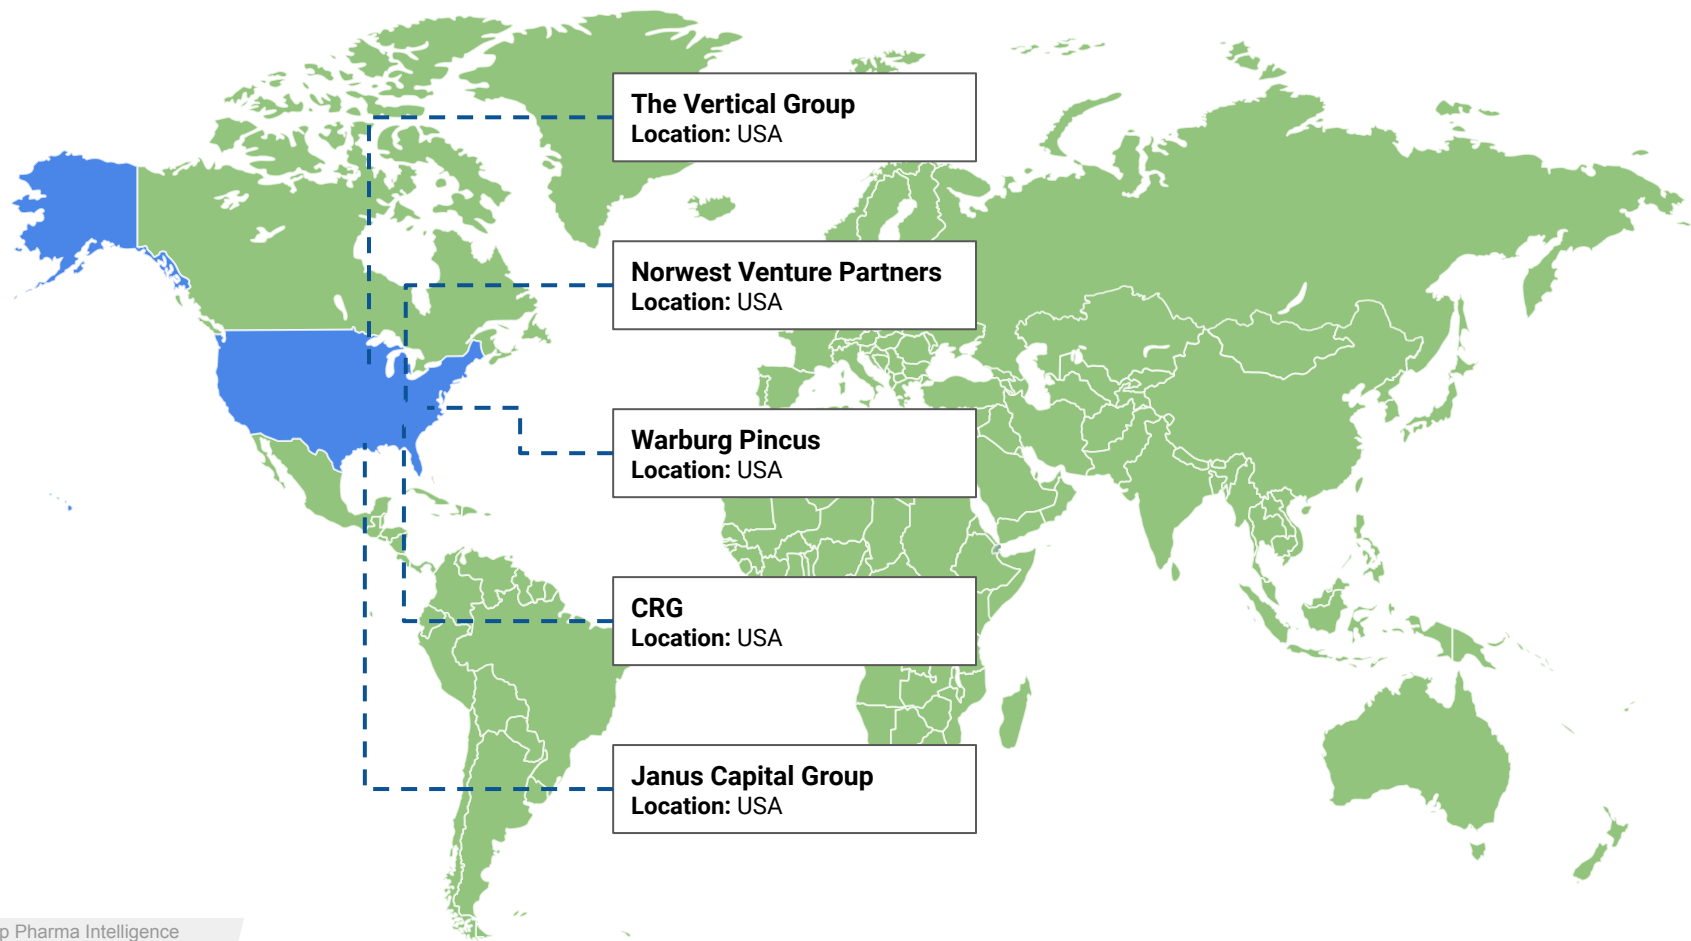 The Vertical Group
Location: USA
Norwest Venture Partners
Location: USA
Warburg Pincus
Location: USA
CRG
Location: USA
Janus Capital Group
Location: USA
Pharma Intelligence